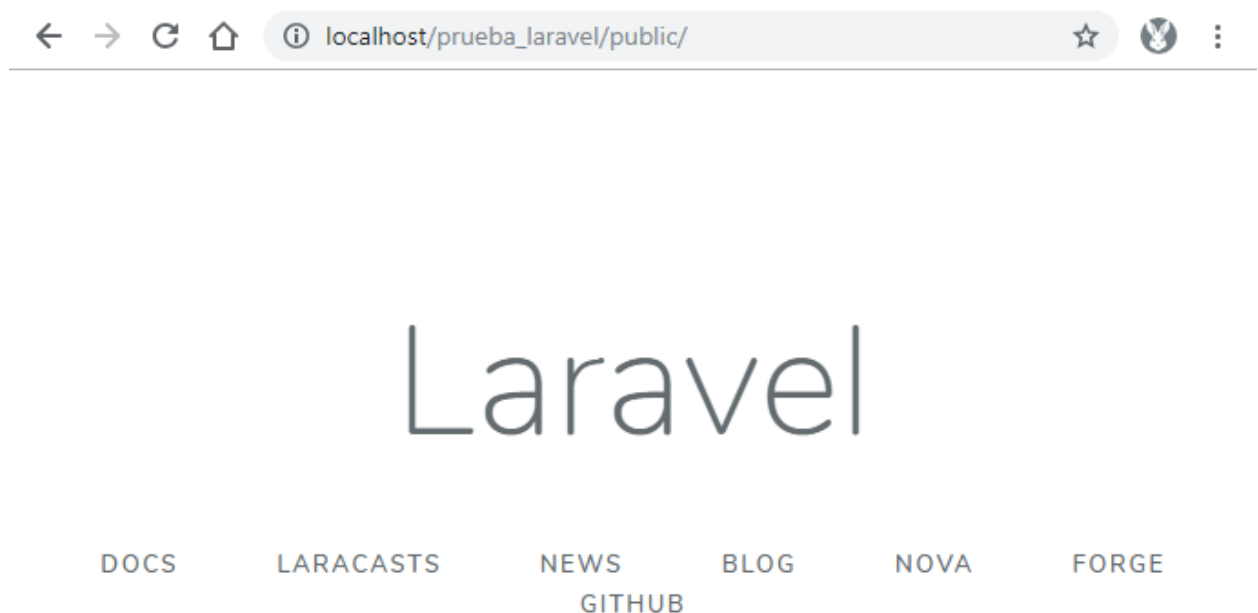 localhost/prueba_laravel/public/
Laravel
DOCS LARACASTS NEWS BLOG NOVA FORGE
GITHUB